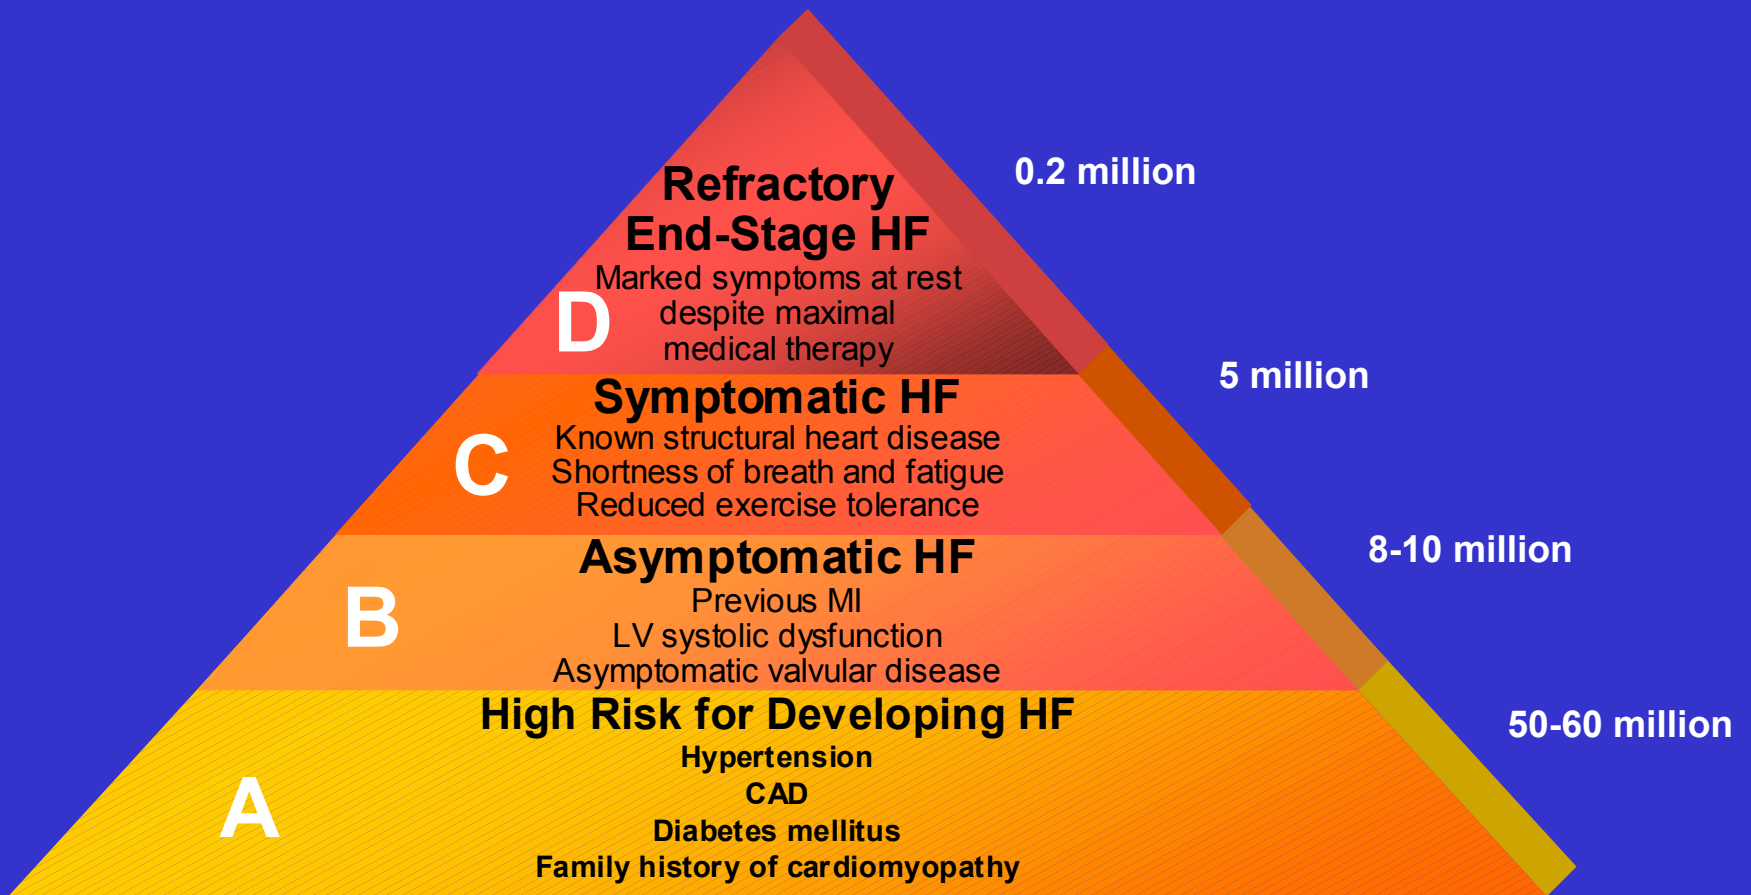 0.2 million
Refractory
End-Stage HF
Marked symptoms at rest
D
despite maximal
medical therapy
5 million
Symptomatic HF
Known structural heart disease
C
Shortness of breath and fatigue
Reduced exercise tolerance
8-10 million
Asymptomatic HF
Previous MI
B
LV systolic dysfunction
Asymptomatic valvular disease
High Risk for Developing HF
50-60 million
Hypertension
CAD
A
Diabetes mellitus
Family history of cardiomyopathy